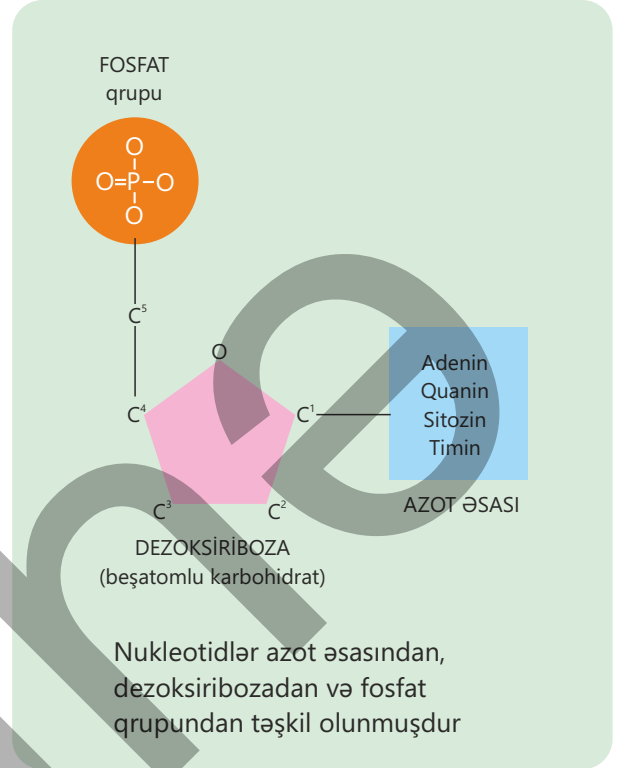 FOSFAT
qrupu
O
O=P–O
O
C⁵
O
C⁴
C¹
Adenin
Quanin
Sitozin
Timin
C³
C²
AZOT ƏSASI
DEZOKSİRİBOZA
(beşatomlu karbohidrat)
Nukleotidlər azot əsasından,
dezoksiribozadan və fosfat
qrupundan təşkil olunmuşdur